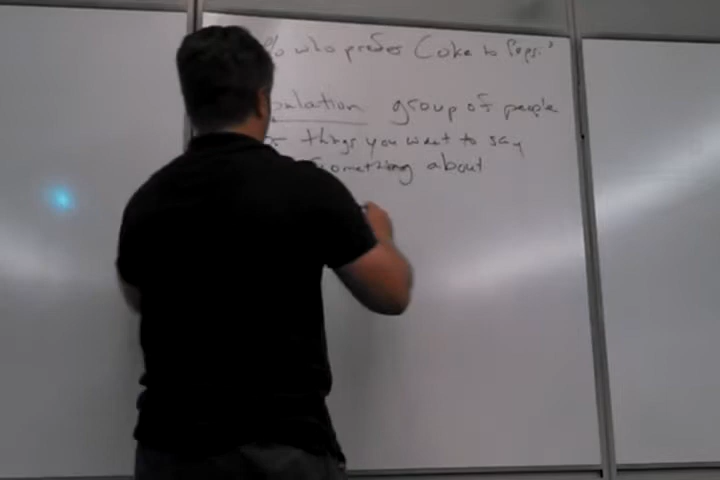 % who prefer Coke to Pepsi?
pulation group of people
things you want to say
something about